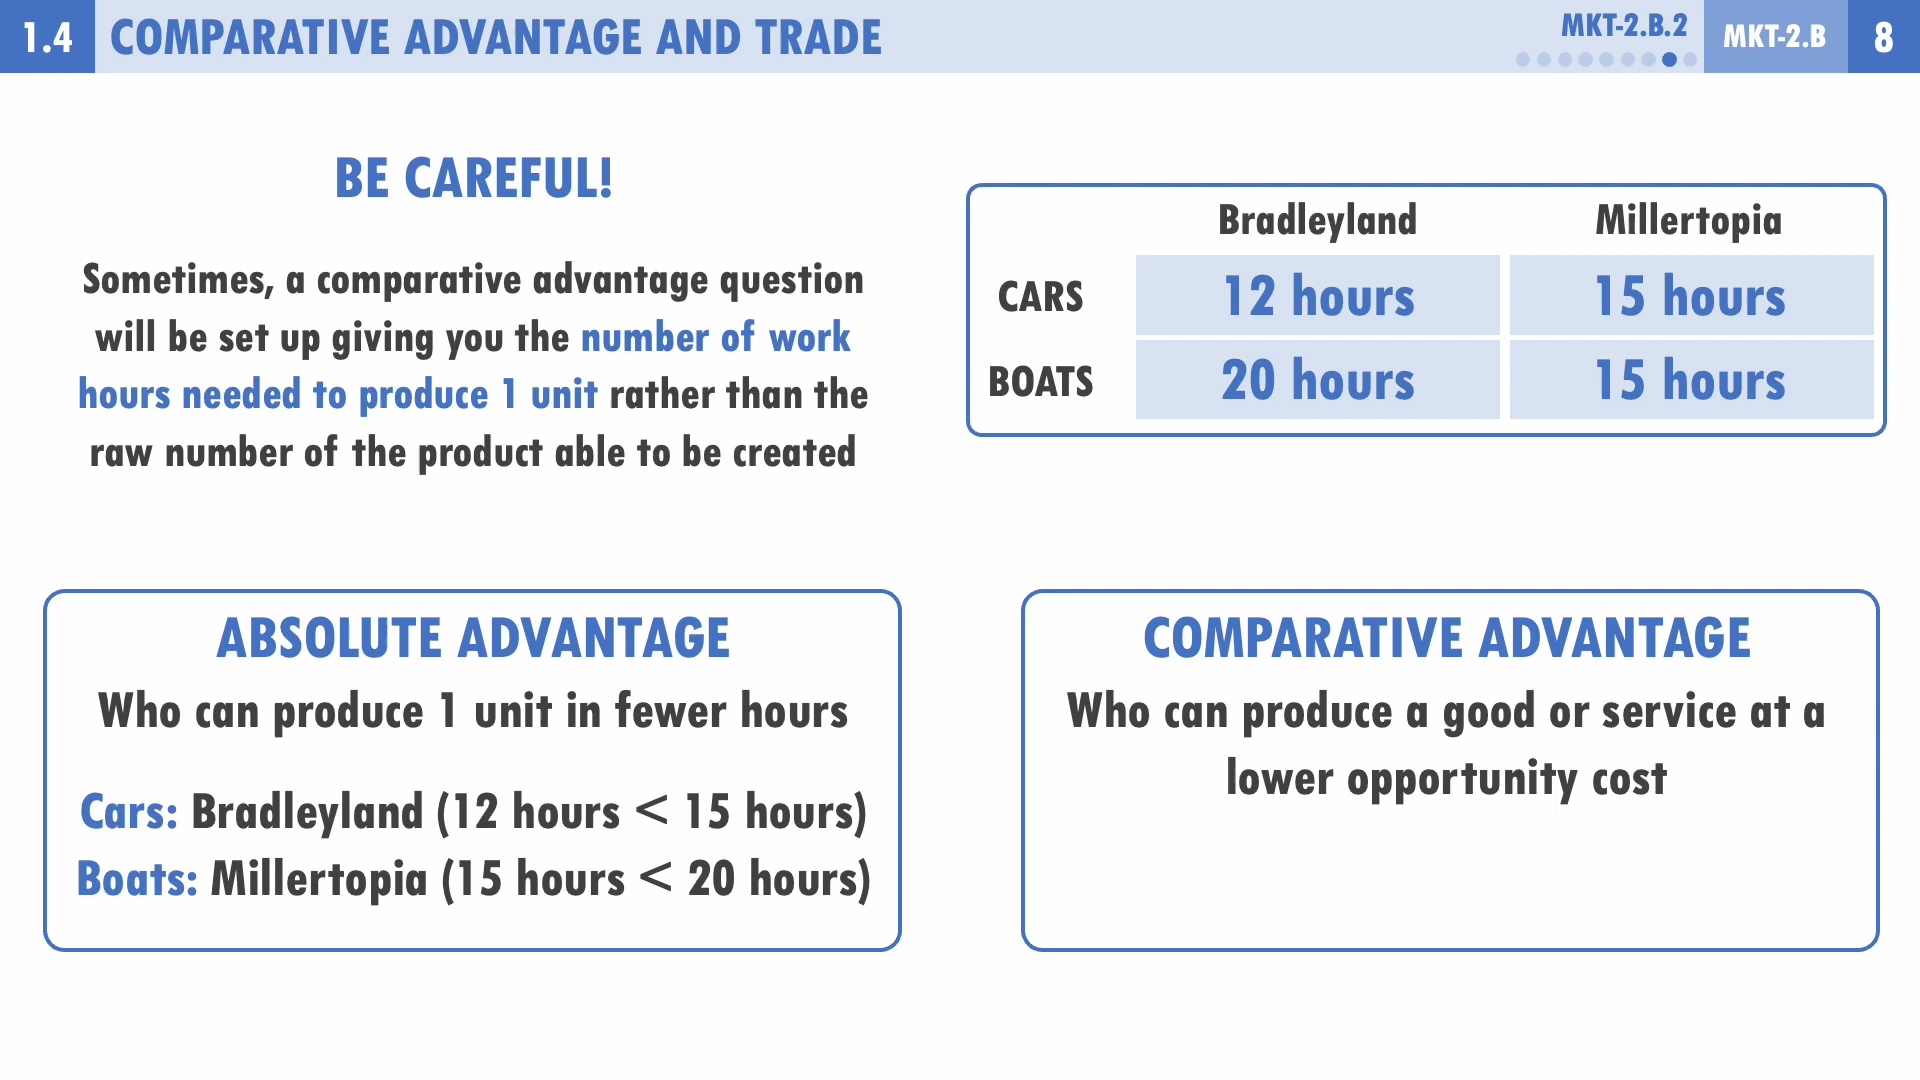 1.4
COMPARATIVE ADVANTAGE AND TRADE
MKT-2.B.2
MKT-2.B
8
BE CAREFUL!
Sometimes, a comparative advantage question
will be set up giving you the number of work
hours needed to produce 1 unit rather than the
raw number of the product able to be created
Bradleyland Millertopia
CARS 12 hours 15 hours
BOATS 20 hours 15 hours
ABSOLUTE ADVANTAGE
Who can produce 1 unit in fewer hours
Cars: Bradleyland (12 hours < 15 hours)
Boats: Millertopia (15 hours < 20 hours)
COMPARATIVE ADVANTAGE
Who can produce a good or service at a
lower opportunity cost